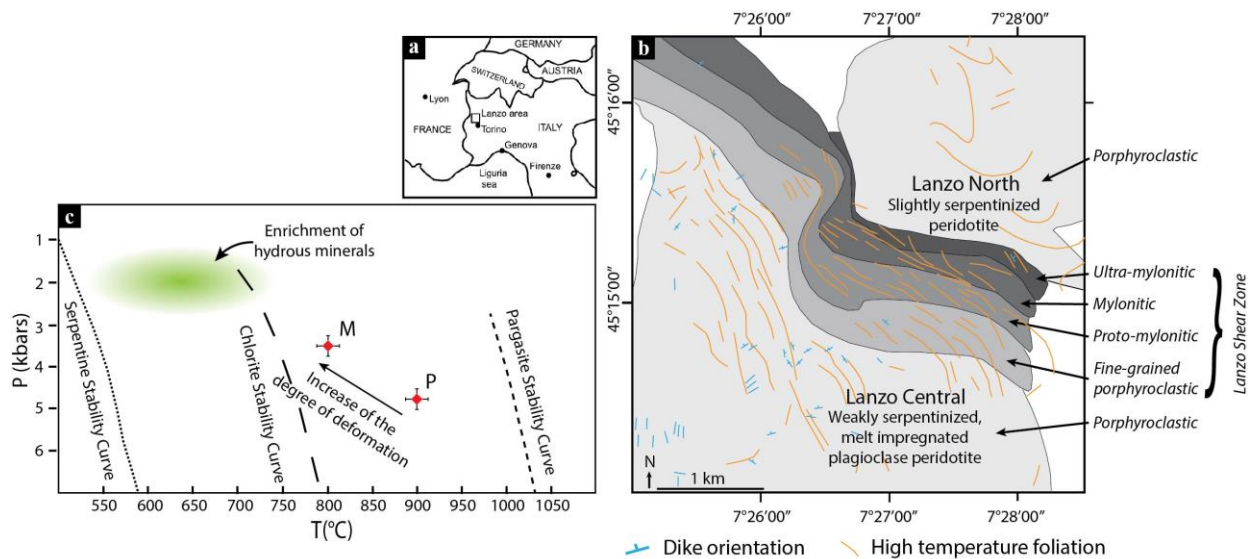 a
GERMANY
SWITZERLAND
AUSTRIA
Lyon
Lanzo area
Torino
FRANCE
ITALY
Genova
Liguria
sea
Firenze
c
Enrichment of
hydrous minerals
P (kbars)
1
2
3
4
5
6
Serpentine Stability Curve
Chlorite Stability Curve
Pargasite Stability Curve
M
P
Increase of the
degree of deformation
550 600 650 700 750 800 850 900 950 1000 1050
T(°C)
b
7°26'00" 7°27'00" 7°28'00"
45°16'00"
45°15'00"
Lanzo North
Slightly serpentinized
peridotite
Lanzo Central
Weakly serpentinized,
melt impregnated
plagioclase peridotite
N
1 km
Porphyroclastic
Ultra-mylonitic
Mylonitic
Proto-mylonitic
Fine-grained
porphyroclastic
Porphyroclastic
Lanzo Shear Zone
7°26'00" 7°27'00" 7°28'00"
Dike orientation
High temperature foliation